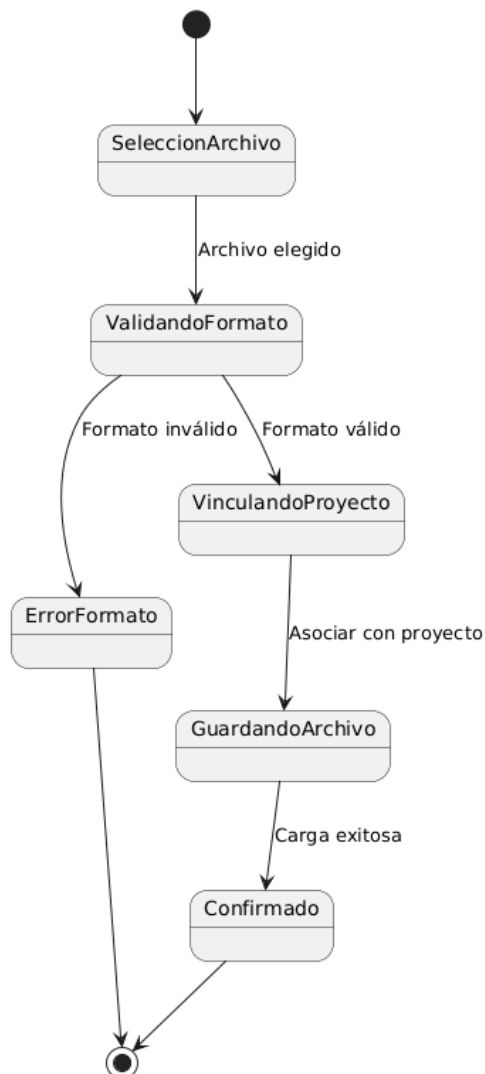 SeleccionArchivo
Archivo elegido
ValidandoFormato
Formato inválido
Formato válido
VinculandoProyecto
ErrorFormato
Asociar con proyecto
GuardandoArchivo
Carga exitosa
Confirmado